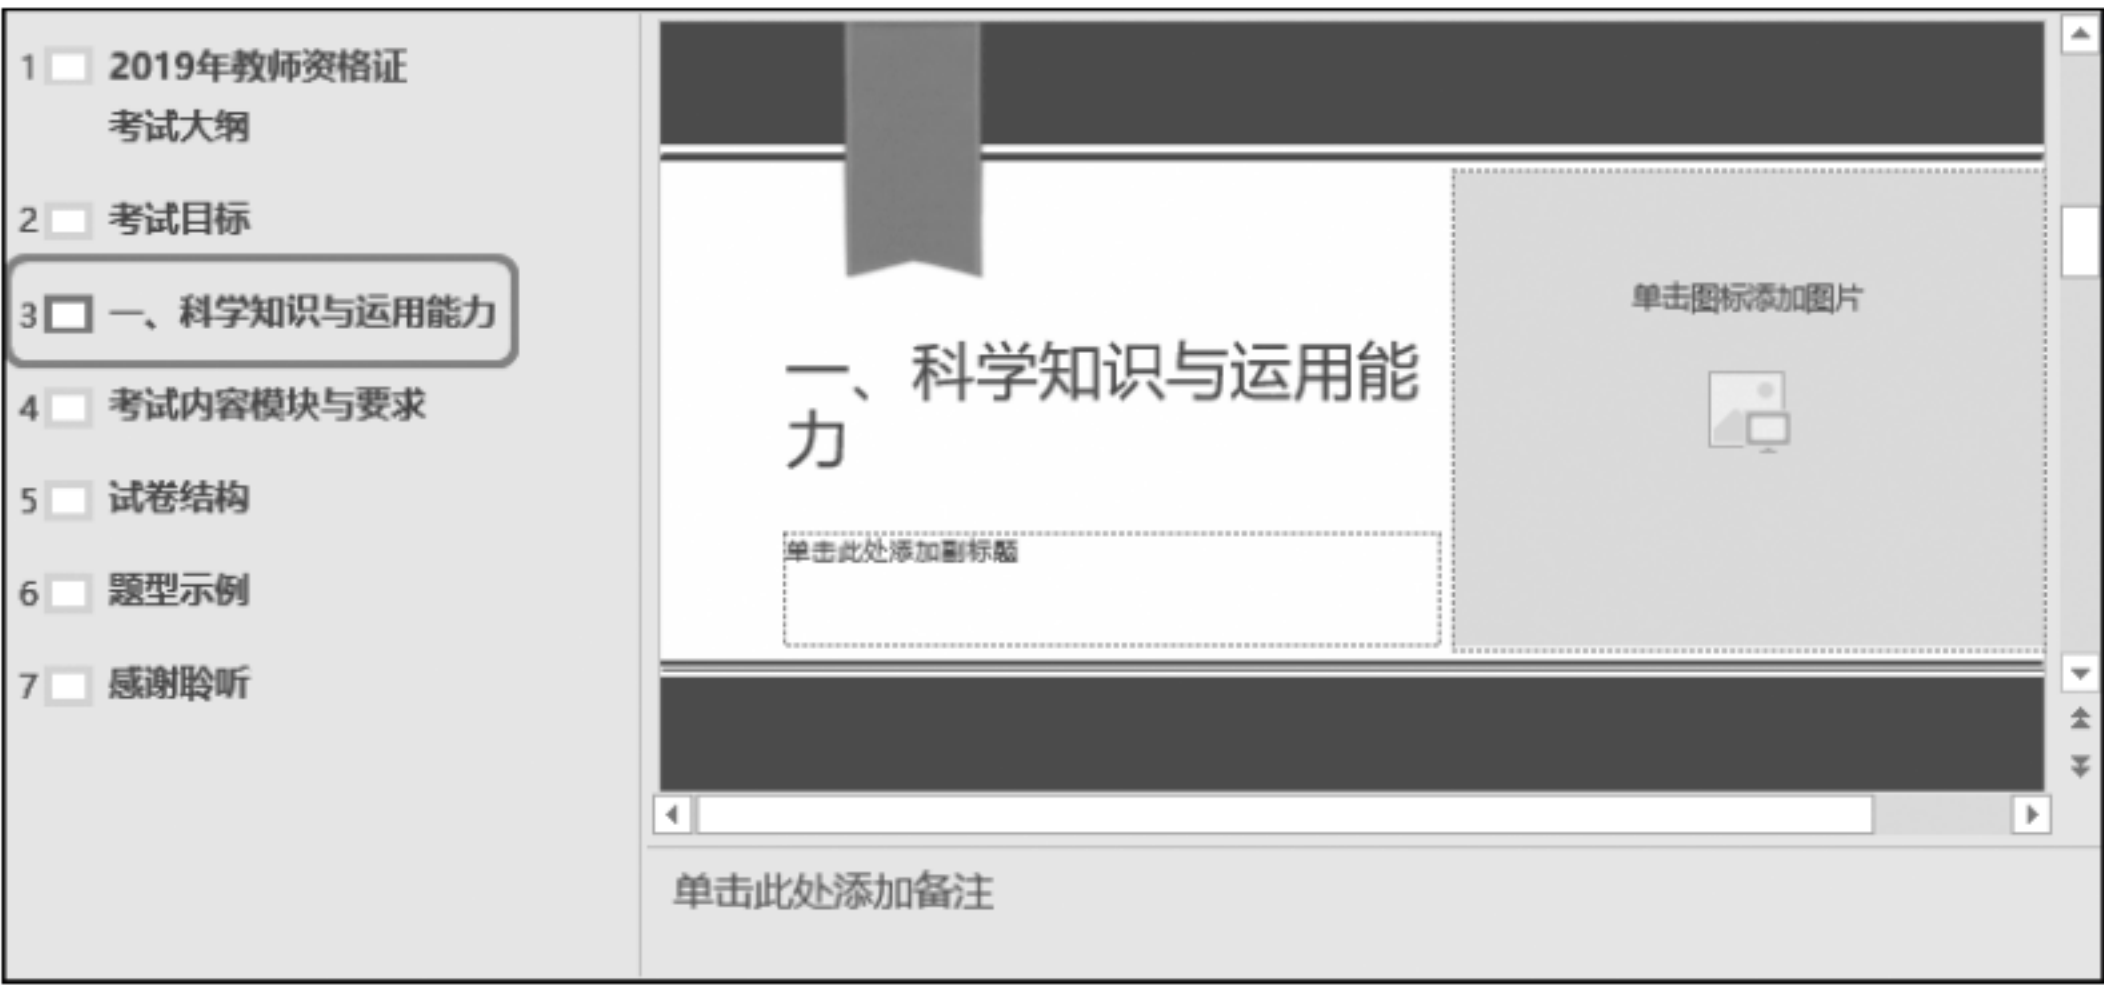 1 2019年教师资格证
考试大纲
2 考试目标
3 一、科学知识与运用能力
4 考试内容模块与要求
5 试卷结构
6 题型示例
7 感谢聆听
一、科学知识与运用能
力
单击此处添加副标题
单击图标添加图片
单击此处添加备注